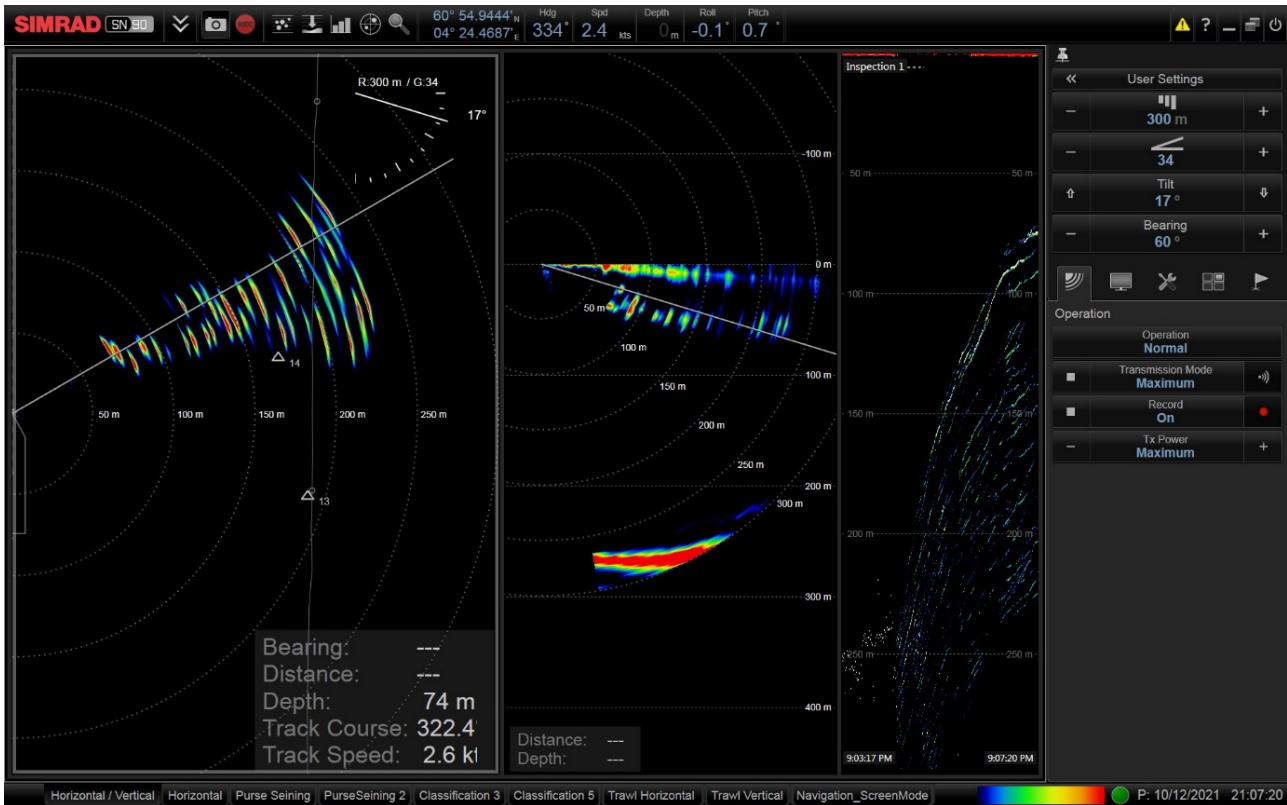 SIMRAD SN 90
REC
60° 54.9444' N
04° 24.4687' E
Hdg
334°
Spd
2.4 kts
Depth
0 m
Roll
-0.1°
Pitch
0.7 °
?
R:300 m / G:34
17°
14
50 m
100 m
150 m
200 m
250 m
13
Bearing: ---
Distance: ---
Depth: 74 m
Track Course: 322.4°
Track Speed: 2.6 kt
100 m
0 m
50 m
100 m
100 m
150 m
200 m
250 m
200 m
300 m
300 m
400 m
Distance: ---
Depth: ---
Inspection 1
50 m
50 m
100 m
100 m
150 m
150 m
200 m
200 m
250 m
250 m
9:03:17 PM
9:07:20 PM
User Settings
300 m
34
Tilt
17 °
Bearing
60 °
Operation
Operation
Normal
Transmission Mode
Maximum
Record
On
Tx Power
Maximum
Horizontal / Vertical
Horizontal
Purse Seining
PurseSeining 2
Classification 3
Classification 5
Trawl Horizontal
Trawl Vertical
Navigation_ScreenMode
P: 10/12/2021 21:07:20